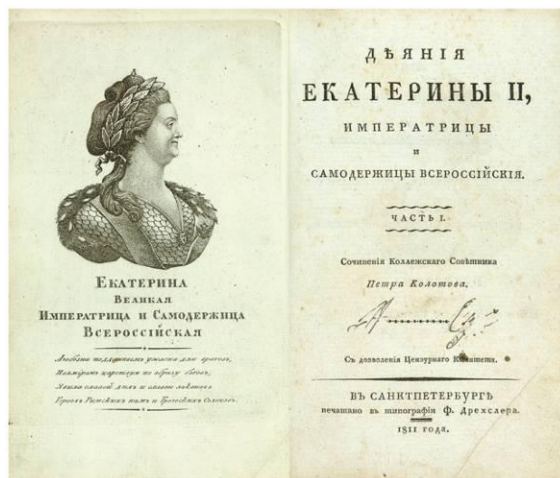 ЕКАТЕРИНА
ВЕЛИКАЯ
ИМПЕРАТРИЦА И САМОДЕРЖИЦА
ВСЕРОССІЙСКАЯ
ДѢЯНІЯ
ЕКАТЕРИНЫ II,
ИМПЕРАТРИЦЫ
И
САМОДЕРЖИЦЫ ВСЕРОССІЙСКІЯ.
ЧАСТЬ I.
Сочиненія Коллежскаго Совѣтника
Петра Колотова,
Съ дозволенія Цензурнаго Комитета.
ВЪ САНКТПЕТЕРБУРГѢ
печатано въ типографіи Ф. Дрехслера.
1811 года.